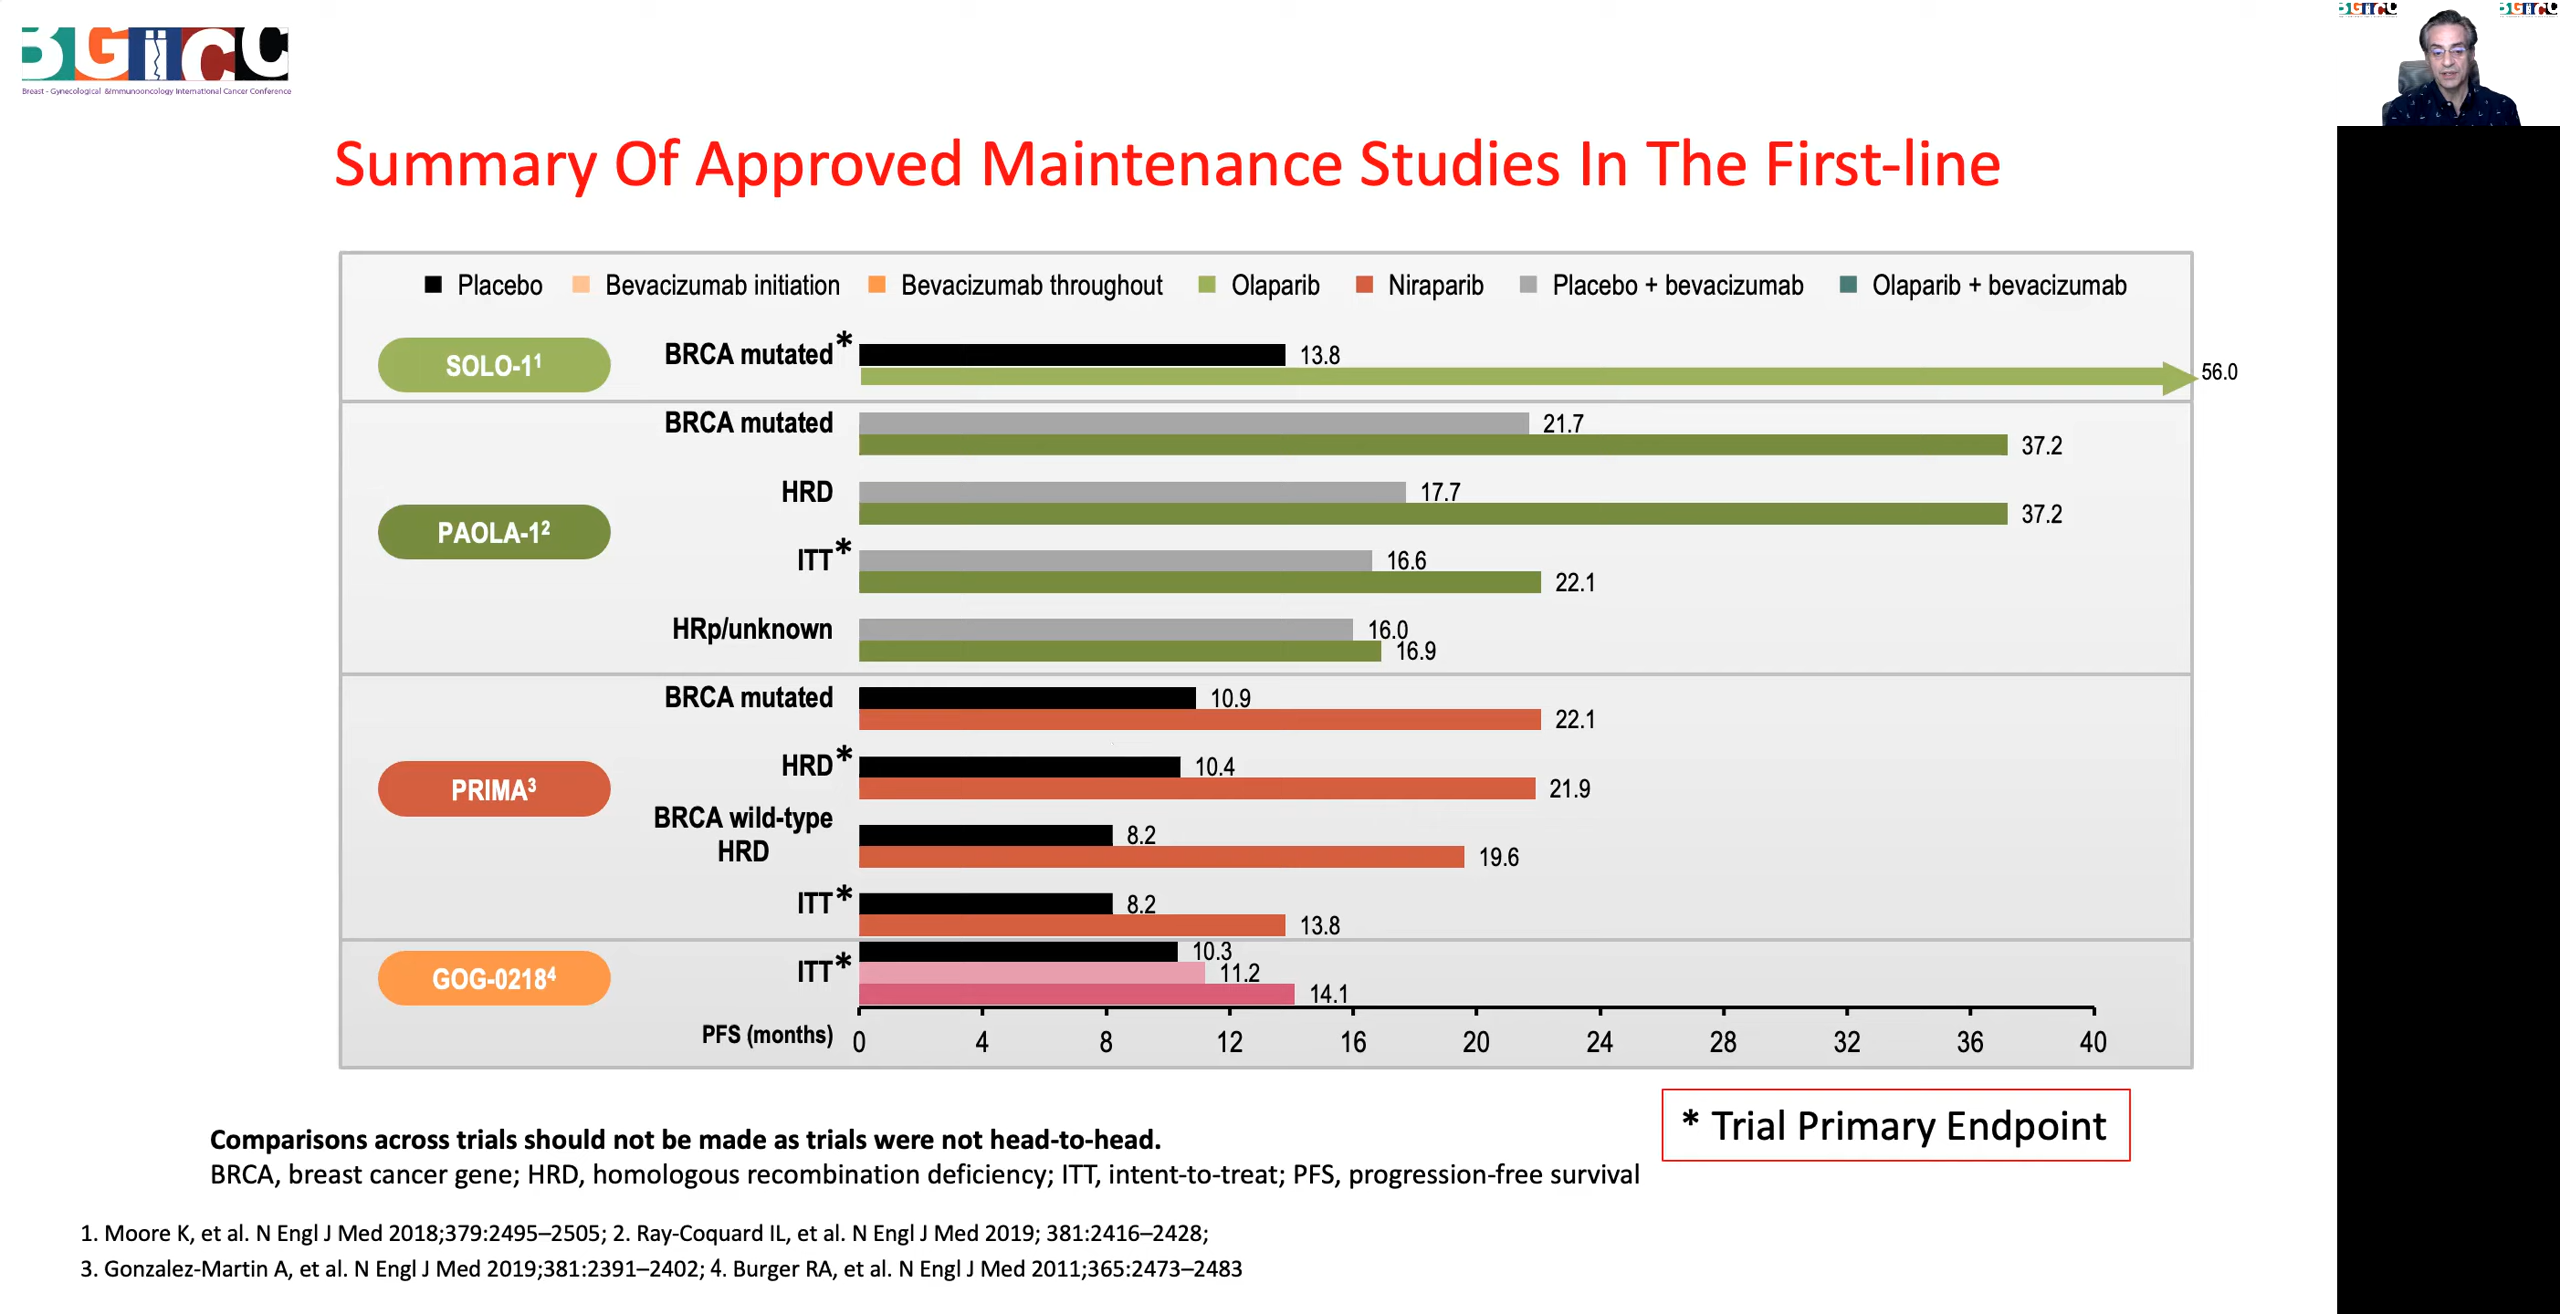 BGIICC
Breast - Gynecological &Immunooncology International Cancer Conference
BGIICC
BGIICC
Summary Of Approved Maintenance Studies In The First-line
Placebo
Bevacizumab initiation
Bevacizumab throughout
Olaparib
Niraparib
Placebo + bevacizumab
Olaparib + bevacizumab
SOLO-1¹
BRCA mutated*
13.8
56.0
PAOLA-1²
BRCA mutated
21.7
37.2
HRD
17.7
37.2
ITT*
16.6
22.1
HRp/unknown
16.0
16.9
PRIMA³
BRCA mutated
10.9
22.1
HRD*
10.4
21.9
BRCA wild-type
HRD
8.2
19.6
ITT*
8.2
13.8
GOG-0218⁴
ITT*
10.3
11.2
14.1
PFS (months)
0 4 8 12 16 20 24 28 32 36 40
* Trial Primary Endpoint
Comparisons across trials should not be made as trials were not head-to-head.
BRCA, breast cancer gene; HRD, homologous recombination deficiency; ITT, intent-to-treat; PFS, progression-free survival
1. Moore K, et al. N Engl J Med 2018;379:2495–2505; 2. Ray-Coquard IL, et al. N Engl J Med 2019; 381:2416–2428;
3. Gonzalez-Martin A, et al. N Engl J Med 2019;381:2391–2402; 4. Burger RA, et al. N Engl J Med 2011;365:2473–2483